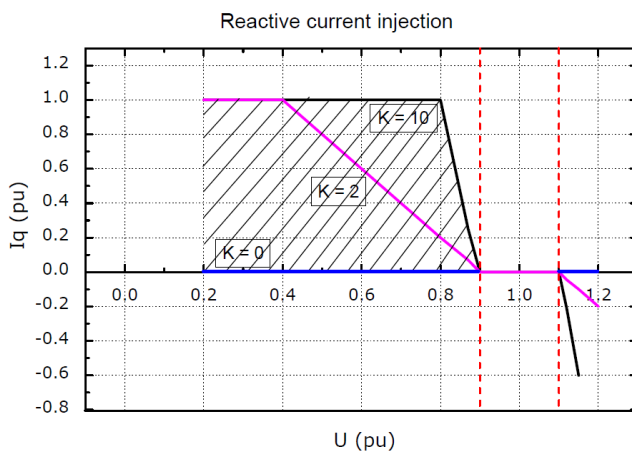 Reactive current injection
1.2
1.0
0.8
0.6
0.4
0.2
0.0
-0.2
-0.4
-0.6
-0.8
Iq (pu)
K = 10
K = 2
K = 0
0.0 0.2 0.4 0.6 0.8 1.0 1.2
U (pu)